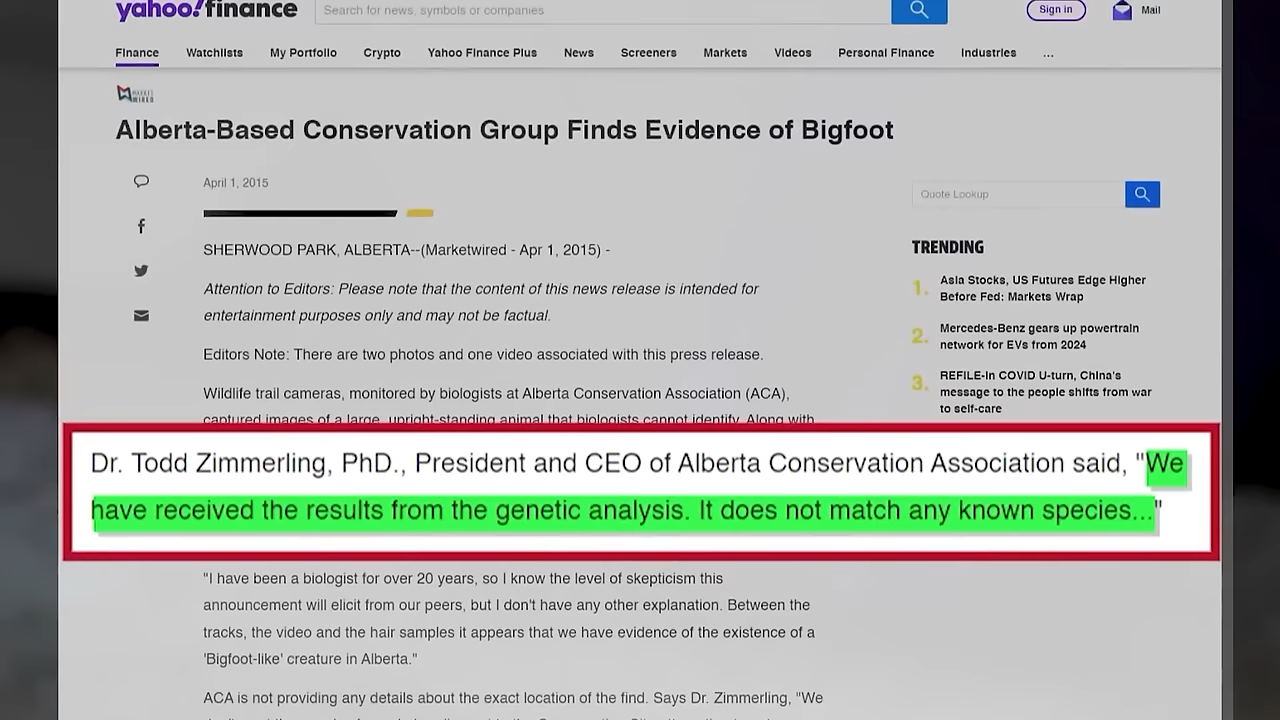 yahoo!finance
Search for news, symbols or companies
Sign in
Mail
Finance Watchlists My Portfolio Crypto Yahoo Finance Plus News Screeners Markets Videos Personal Finance Industries ...
MARKET WIRED
Alberta-Based Conservation Group Finds Evidence of Bigfoot
April 1, 2015
SHERWOOD PARK, ALBERTA--(Marketwired - Apr 1, 2015) -
Attention to Editors: Please note that the content of this news release is intended for
entertainment purposes only and may not be factual.
Editors Note: There are two photos and one video associated with this press release.
Wildlife trail cameras, monitored by biologists at Alberta Conservation Association (ACA),
captured images of a large, upright-standing animal that biologists cannot identify. Along with
Dr. Todd Zimmerling, PhD., President and CEO of Alberta Conservation Association said, "We
have received the results from the genetic analysis. It does not match any known species..."
"I have been a biologist for over 20 years, so I know the level of skepticism this
announcement will elicit from our peers, but I don't have any other explanation. Between the
tracks, the video and the hair samples it appears that we have evidence of the existence of a
'Bigfoot-like' creature in Alberta."
ACA is not providing any details about the exact location of the find. Says Dr. Zimmerling, "We
Quote Lookup
TRENDING
1. Asia Stocks, US Futures Edge Higher
Before Fed: Markets Wrap
2. Mercedes-Benz gears up powertrain
network for EVs from 2024
3. REFILE-In COVID U-turn, China's
message to the people shifts from war
to self-care